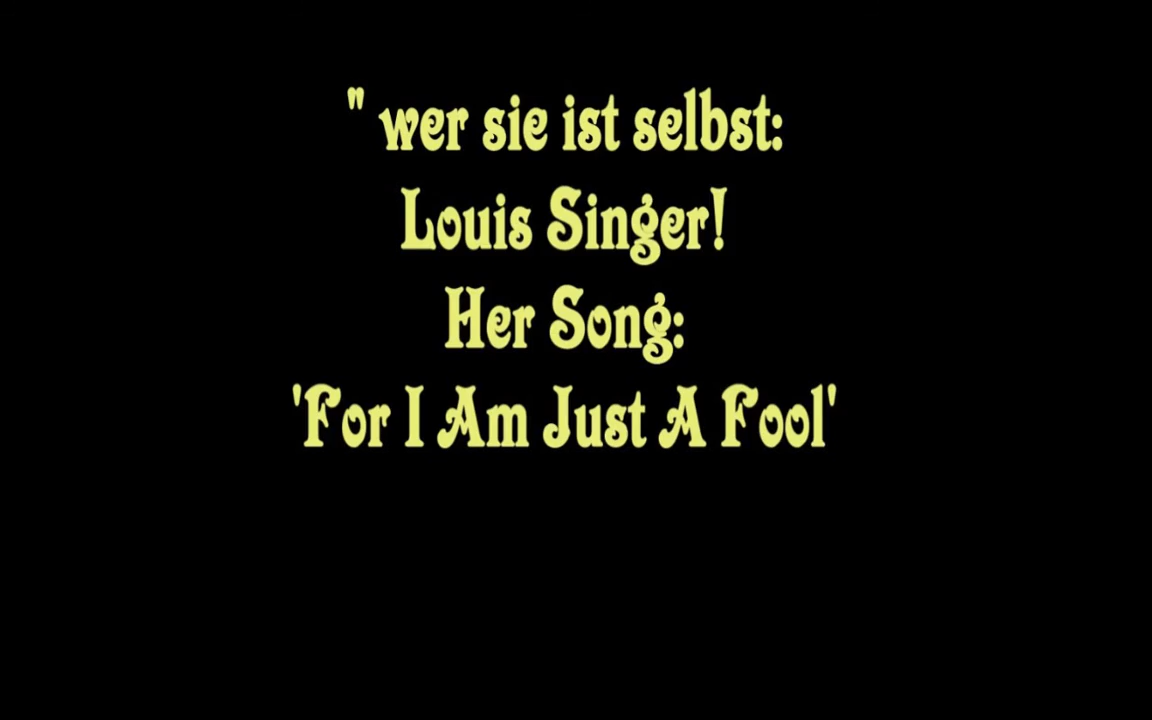 " wer sie ist selbst:
Louis Singer!
Her Song:
'For I Am Just A Fool'